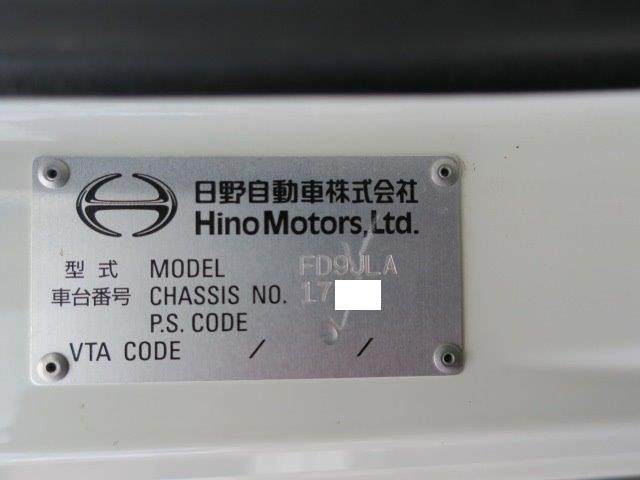 日野自動車株式会社
Hino Motors, Ltd.
型式 MODEL FD9JLA
車台番号 CHASSIS NO. 17
P.S. CODE
VTA CODE / /